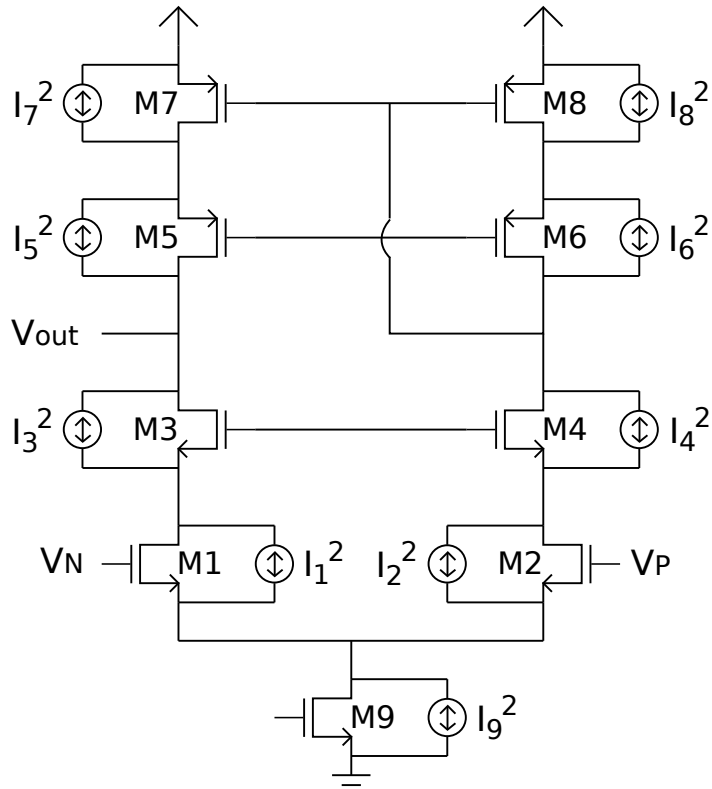 I₇² M7 M8 I₈²
I₅² M5 M6 I₆²
Vout
I₃² M3 M4 I₄²
VN M1 I₁² I₂² M2 VP
M9 I₉²